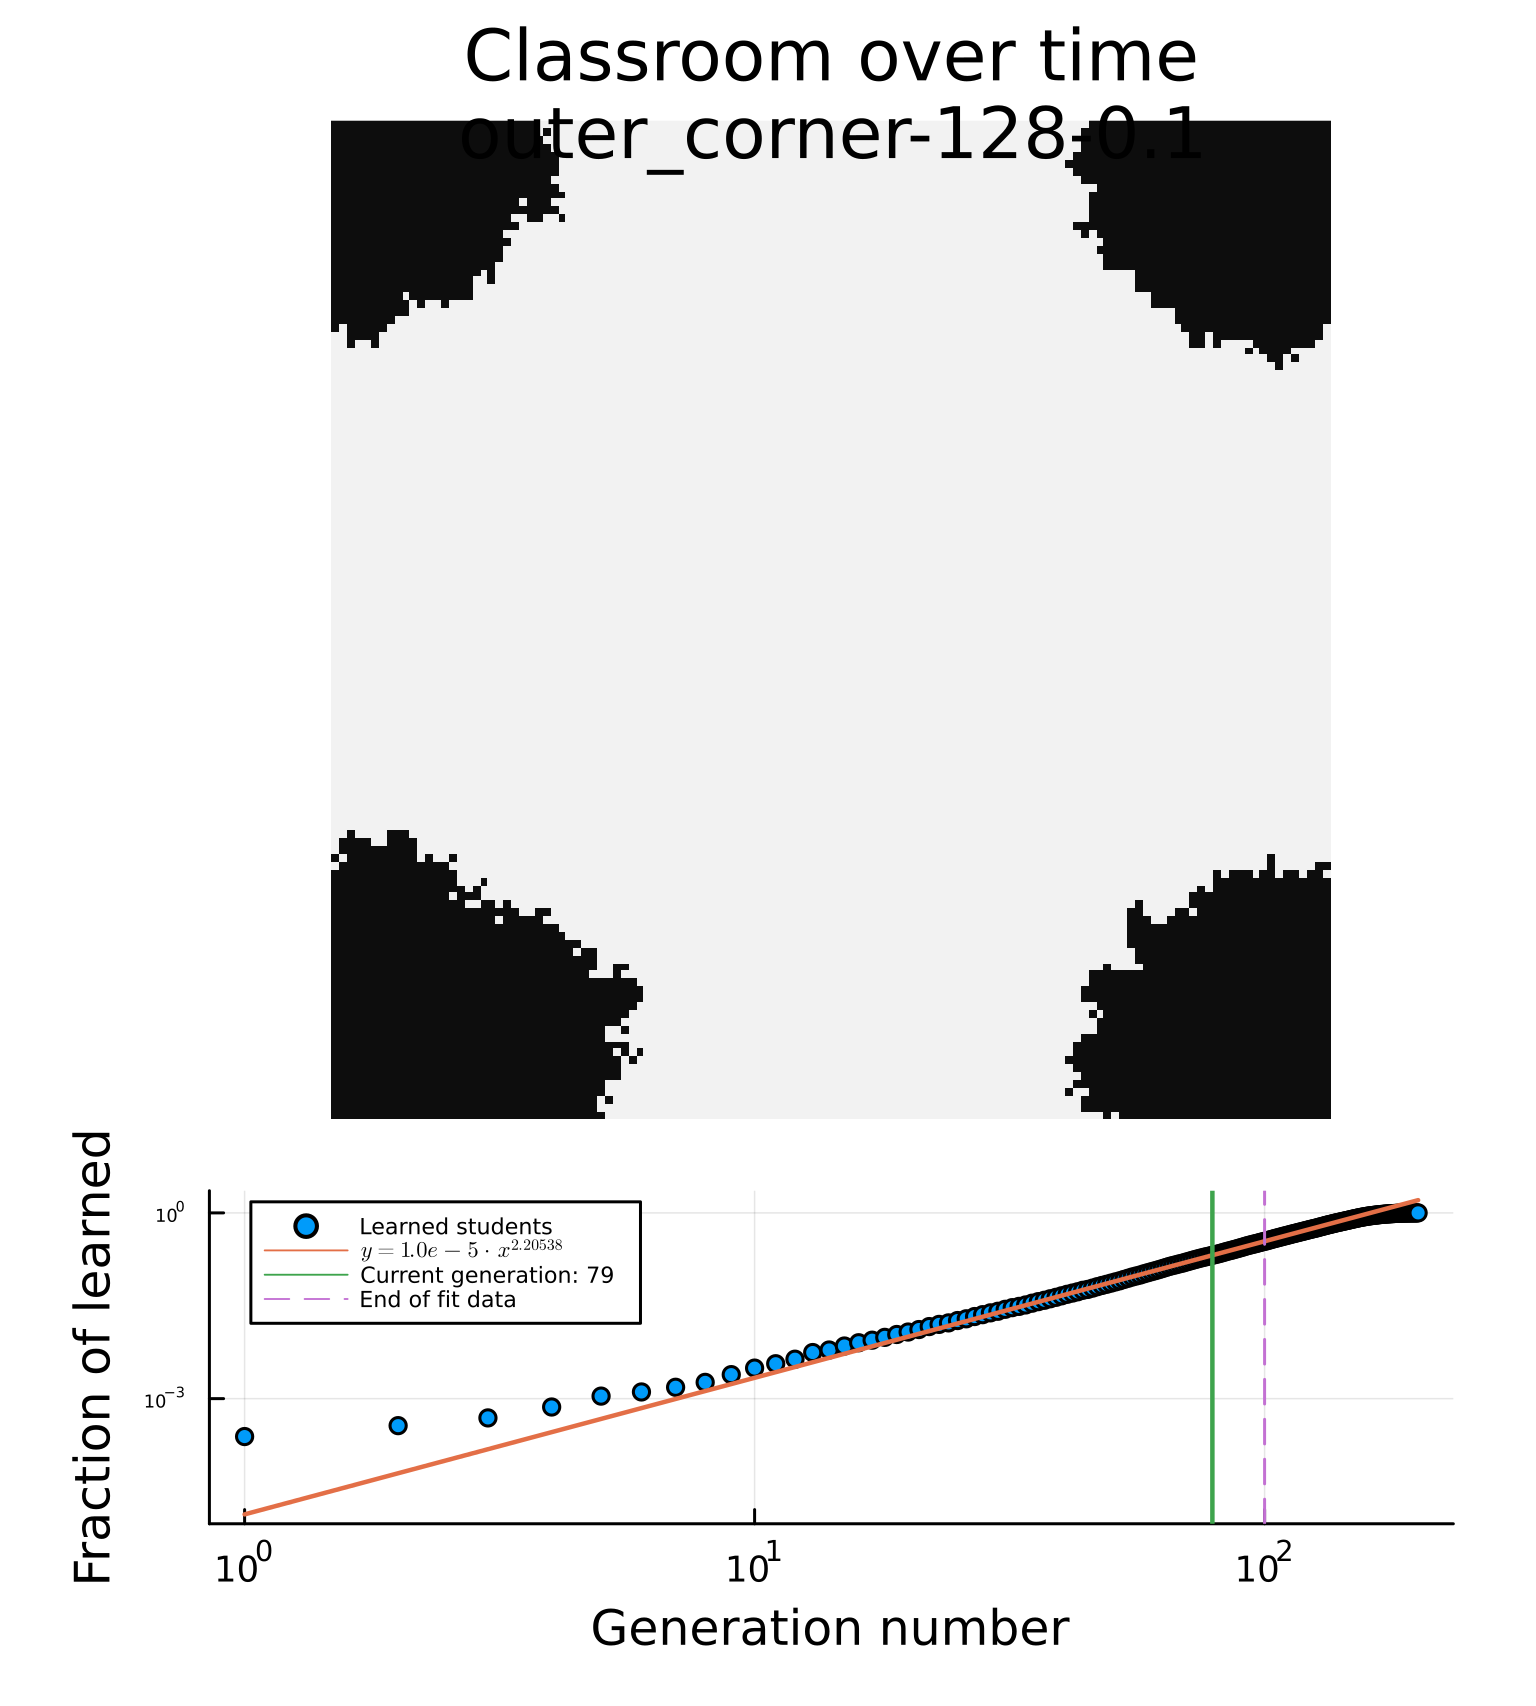 Classroom over time
outer_corner-128-0.1
Fraction of learned
10^0
10^-3
Learned students
y = 1.0e − 5 · x^2.20538
Current generation: 79
End of fit data
10^0
10^1
10^2
Generation number